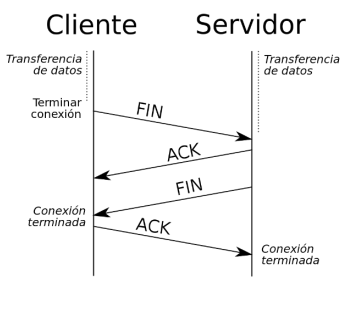 Cliente
Servidor
Transferencia
de datos
Transferencia
de datos
Terminar
conexión
FIN
ACK
FIN
Conexión
terminada
ACK
Conexión
terminada